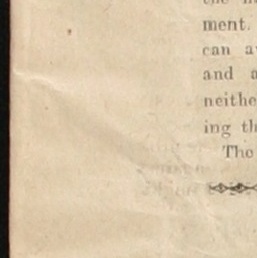 ment.
can a
and a
neithe
ing th
The